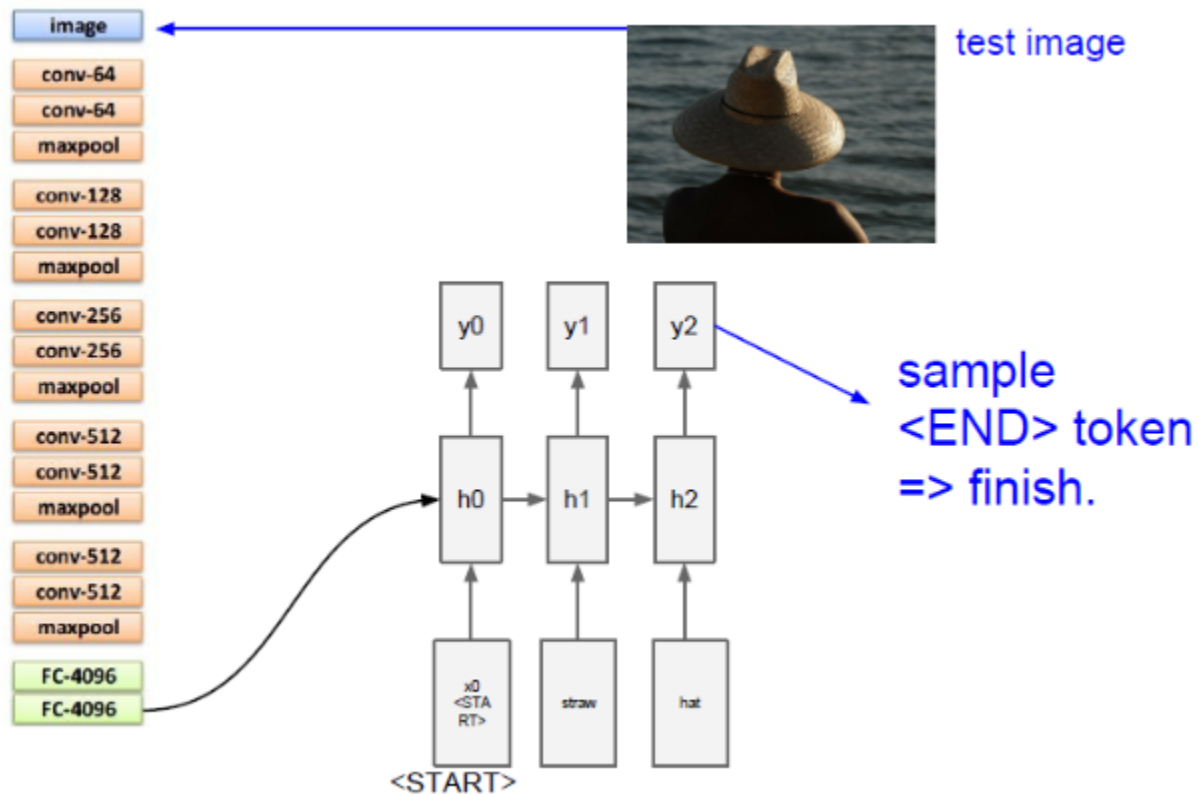 image
test image
conv-64
conv-64
maxpool
conv-128
conv-128
maxpool
conv-256
conv-256
maxpool
conv-512
conv-512
maxpool
conv-512
conv-512
maxpool
FC-4096
FC-4096
y0
y1
y2
sample
<END> token
=> finish.
h0
h1
h2
x0
<STA
RT>
straw
hat
<START>